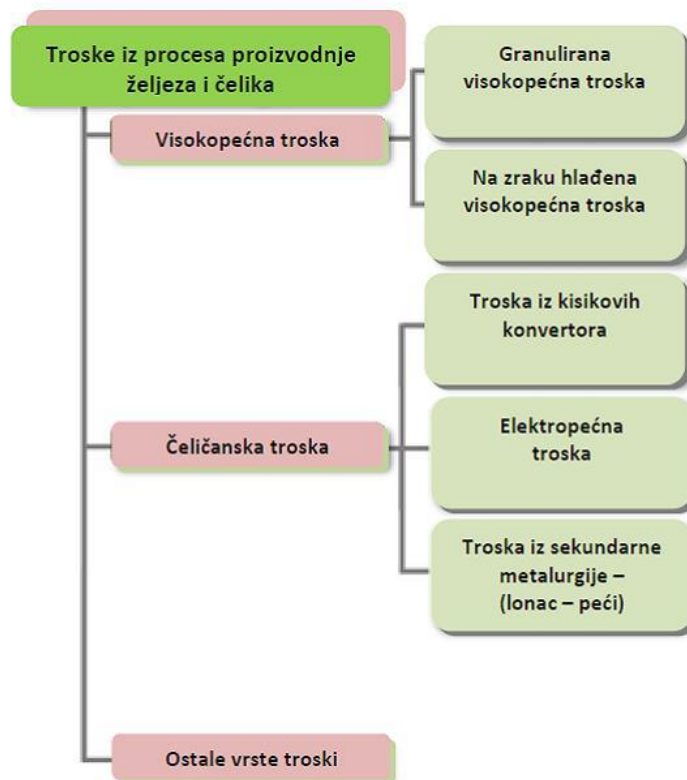 Troske iz procesa proizvodnje
željeza i čelika
Visokopećna troska
Granulirana
visokopećna troska
Na zraku hlađena
visokopećna troska
Čeličanska troska
Troska iz kisikovih
konvertora
Elektropećna
troska
Troska iz sekundarne
metalurgije –
(lonac – peći)
Ostale vrste troski